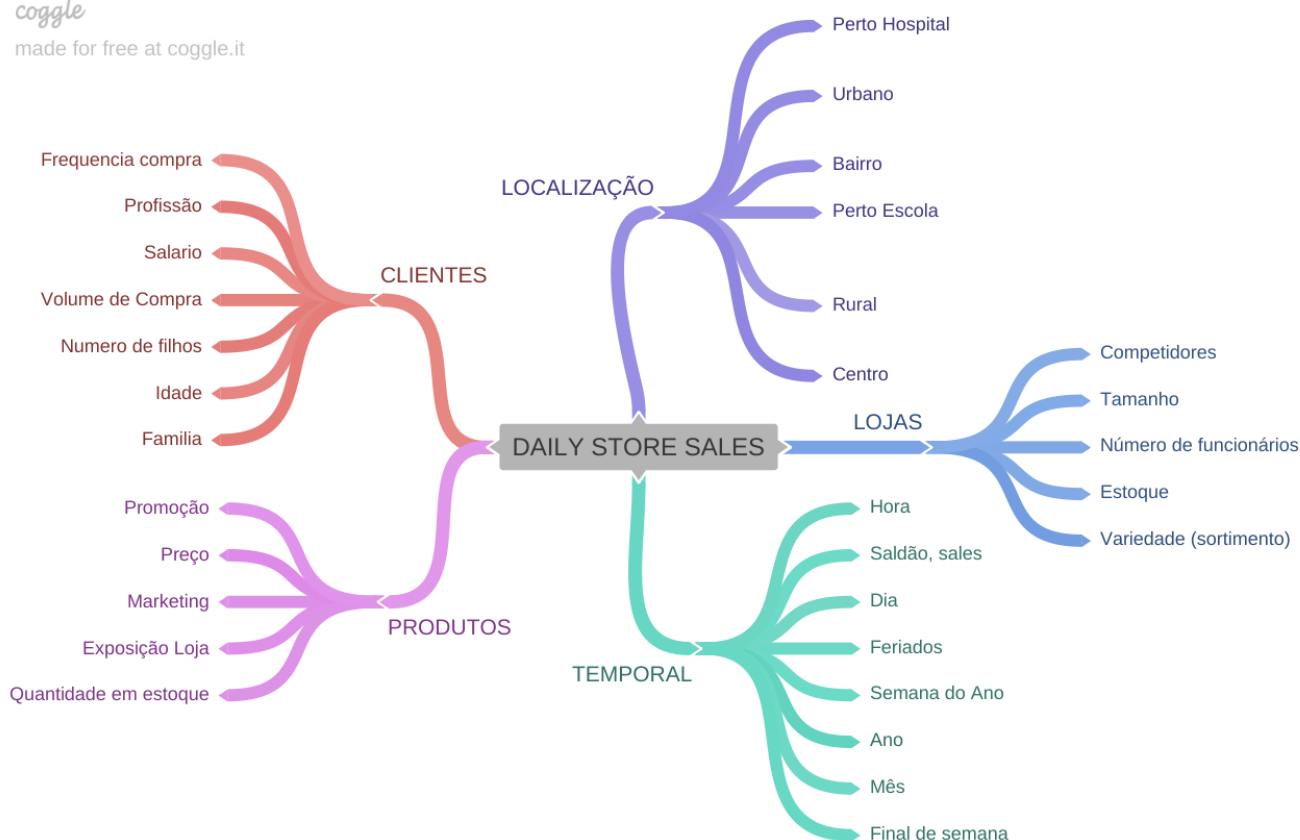 coggle
made for free at coggle.it
CLIENTES
Frequencia compra
Profissão
Salario
Volume de Compra
Numero de filhos
Idade
Familia
PRODUTOS
Promoção
Preço
Marketing
Exposição Loja
Quantidade em estoque
DAILY STORE SALES
LOCALIZAÇÃO
Perto Hospital
Urbano
Bairro
Perto Escola
Rural
Centro
LOJAS
Competidores
Tamanho
Número de funcionários
Estoque
Variedade (sortimento)
TEMPORAL
Hora
Saldão, sales
Dia
Feriados
Semana do Ano
Ano
Mês
Final de semana